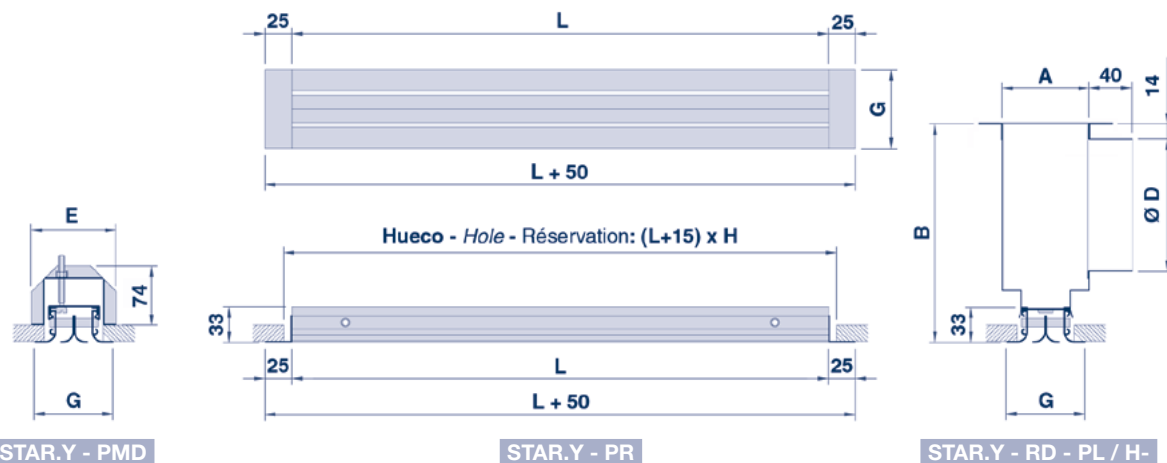 25 L 25
G
L + 50
A 40 14
B Ø D
E
74
G
Hueco - Hole - Réservation: (L+15) x H
33
25 L 25
L + 50
33
G
STAR.Y - PMD
STAR.Y - PR
STAR.Y - RD - PL / H-